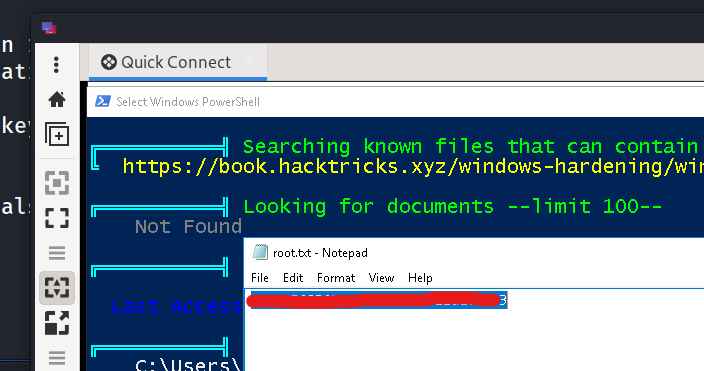 n
ati
key
als
Quick Connect
Select Windows PowerShell
Searching known files that can contain
https://book.hacktricks.xyz/windows-hardening/win
Looking for documents --limit 100--
Not Found
root.txt - Notepad
File Edit Format View Help
3
Last Access
C:\Users\